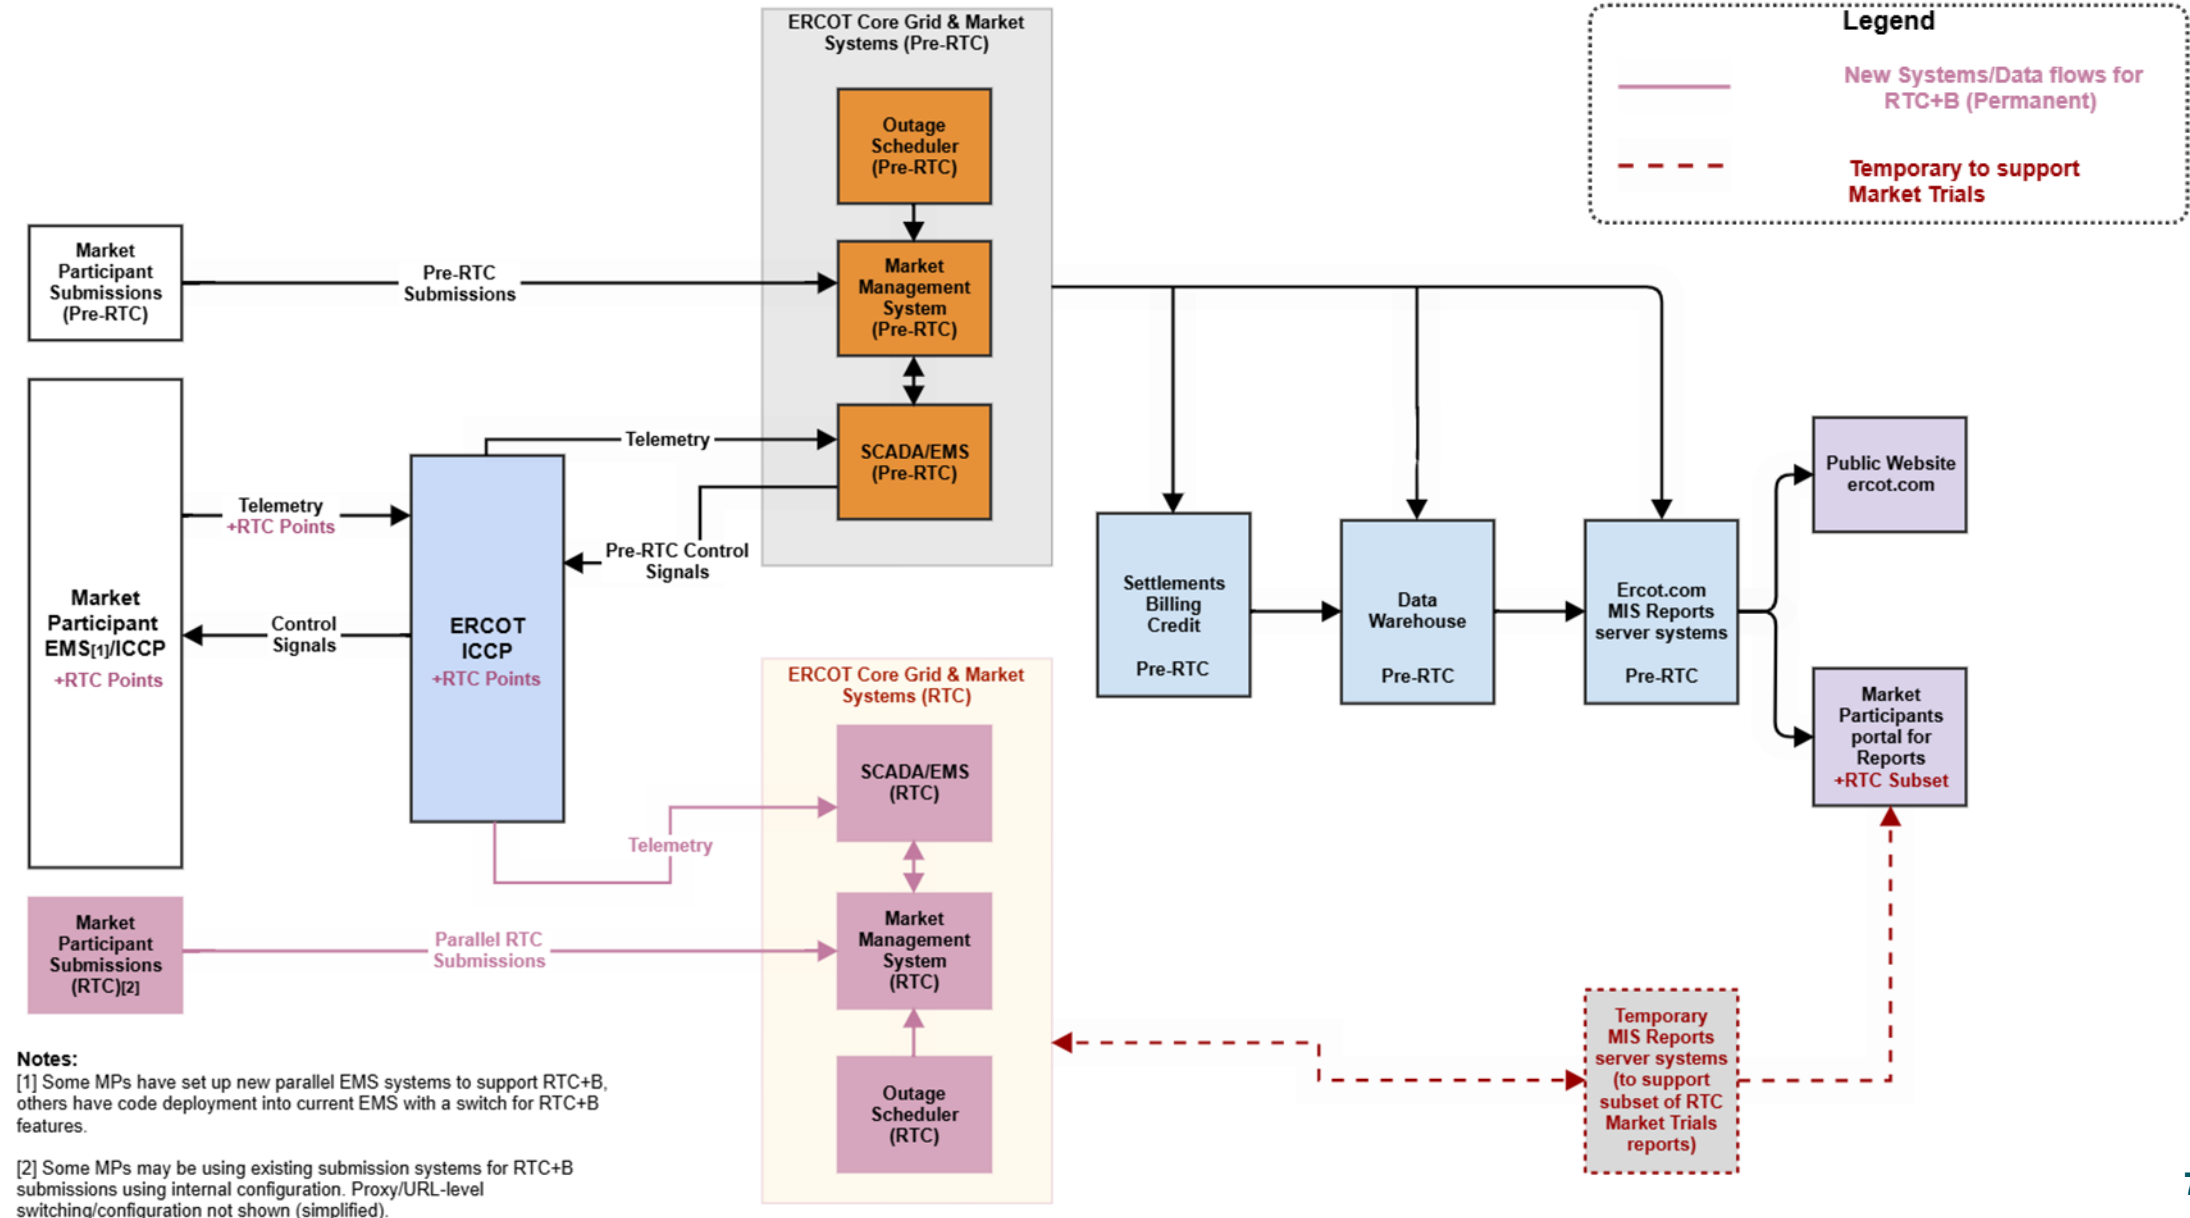 ERCOT Core Grid & Market
Systems (Pre-RTC)
Legend
New Systems/Data flows for
RTC+B (Permanent)
Temporary to support
Market Trials
Outage
Scheduler
(Pre-RTC)
Market
Participant
Submissions
(Pre-RTC)
Pre-RTC
Submissions
Market
Management
System
(Pre-RTC)
Telemetry
SCADA/EMS
(Pre-RTC)
Telemetry
+RTC Points
Pre-RTC Control
Signals
Market
Participant
EMS[1]/ICCP
+RTC Points
Control
Signals
ERCOT
ICCP
+RTC Points
Settlements
Billing
Credit
Pre-RTC
Data
Warehouse
Pre-RTC
Ercot.com
MIS Reports
server systems
Pre-RTC
Public Website
ercot.com
Market
Participants
portal for
Reports
+RTC Subset
ERCOT Core Grid & Market
Systems (RTC)
SCADA/EMS
(RTC)
Telemetry
Market
Participant
Submissions
(RTC)[2]
Parallel RTC
Submissions
Market
Management
System
(RTC)
Outage
Scheduler
(RTC)
Temporary
MIS Reports
server systems
(to support
subset of RTC
Market Trials
reports)
Notes:
[1] Some MPs have set up new parallel EMS systems to support RTC+B,
others have code deployment into current EMS with a switch for RTC+B
features.
[2] Some MPs may be using existing submission systems for RTC+B
submissions using internal configuration. Proxy/URL-level
switching/configuration not shown (simplified).